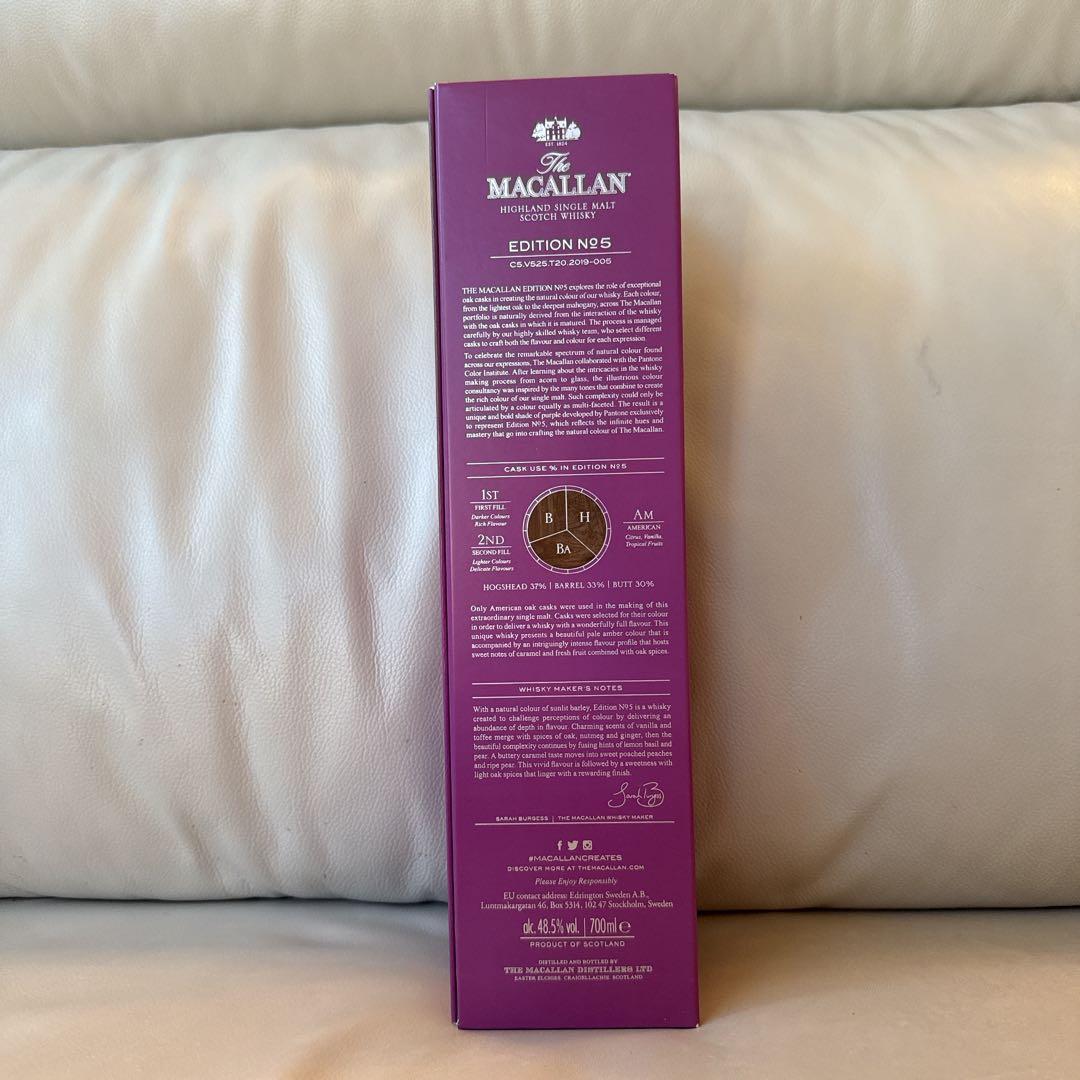 EST. 1824
The
MACALLAN
HIGHLAND SINGLE MALT
SCOTCH WHISKY
EDITION Nº5
C5.V525.T20.2019-005
THE MACALLAN EDITION Nº5 explores the role of exceptional
oak casks in creating the natural colour of our whisky. Each colour,
from the lightest oak to the deepest mahogany, across The Macallan
portfolio is naturally derived from the interaction of the whisky
with the oak casks in which it is matured. The process is managed
carefully by our highly skilled whisky team, who select different
casks to craft both the flavour and colour for each expression.
To celebrate the remarkable spectrum of natural colour found
across our expressions, The Macallan collaborated with the Pantone
Color Institute. After learning about the intricacies in the whisky
making process from acorn to glass, the illustrious colour
consultancy was inspired by the many tones that combine to create
the rich colour of our single malt. Such complexity could only be
articulated by a colour equally as multi-faceted. The result is a
unique and bold shade of purple developed by Pantone exclusively
to represent Edition Nº5, which reflects the infinite hues and
mastery that go into crafting the natural colour of The Macallan.
CASK USE % IN EDITION Nº5
1ST
FIRST FILL
Darker Colours
Rich Flavour
2ND
SECOND FILL
Lighter Colours
Delicate Flavours
B H
BA
AM
AMERICAN
Citrus, Vanilla,
Tropical Fruits
HOGSHEAD 37% | BARREL 33% | BUTT 30%
Only American oak casks were used in the making of this
extraordinary single malt. Casks were selected for their colour
in order to deliver a whisky with a wonderfully full flavour. This
unique whisky presents a beautiful pale amber colour that is
accompanied by an intriguingly intense flavour profile that hosts
sweet notes of caramel and fresh fruit combined with oak spices.
WHISKY MAKER'S NOTES
With a natural colour of sunlit barley, Edition Nº5 is a whisky
created to challenge perceptions of colour by delivering an
abundance of depth in flavour. Charming scents of vanilla and
toffee merge with spices of oak, nutmeg and ginger, then the
beautiful complexity continues by fusing hints of lemon basil and
pear. A buttery caramel taste moves into sweet poached peaches
and ripe pear. This vivid flavour is followed by a sweetness with
light oak spices that linger with a rewarding finish.
Sarah Burgess
SARAH BURGESS | THE MACALLAN WHISKY MAKER
#MACALLANCREATES
DISCOVER MORE AT THEMACALLAN.COM
Please Enjoy Responsibly
EU contact address: Edrington Sweden A.B.,
Luntmakargatan 46, Box 5314, 102 47 Stockholm, Sweden
alc. 48.5% vol. | 700ml e
PRODUCT OF SCOTLAND
DISTILLED AND BOTTLED BY
THE MACALLAN DISTILLERS LTD
EASTER ELCHIES, CRAIGELLACHIE, SCOTLAND